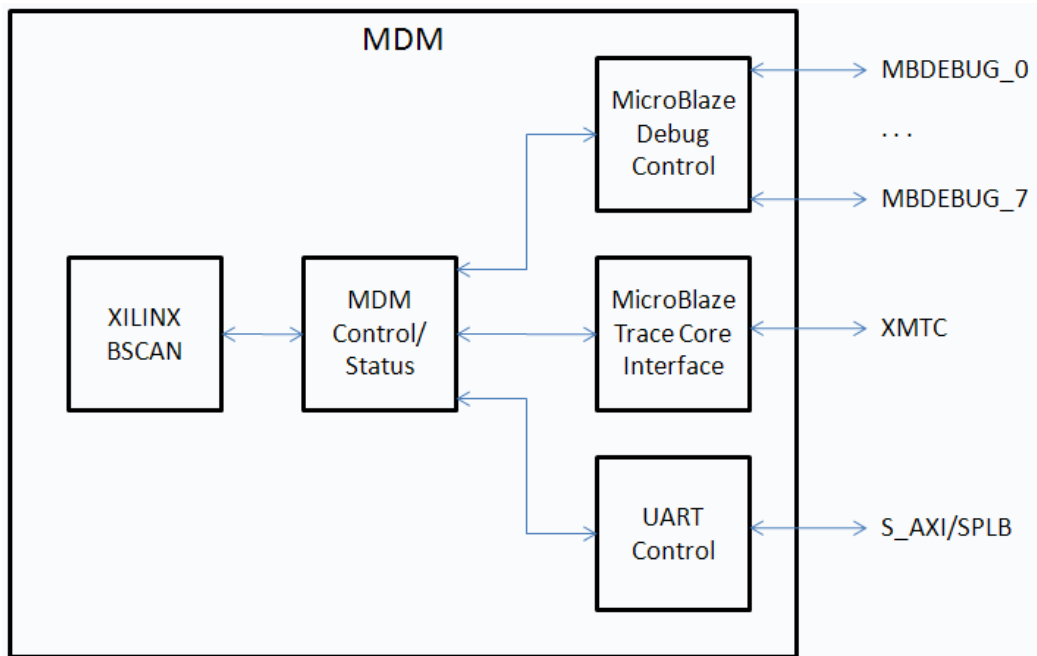 MDM
MicroBlaze
Debug
Control
MBDEBUG_0
. . .
MBDEBUG_7
XILINX
BSCAN
MDM
Control/
Status
MicroBlaze
Trace Core
Interface
XMTC
UART
Control
S_AXI/SPLB